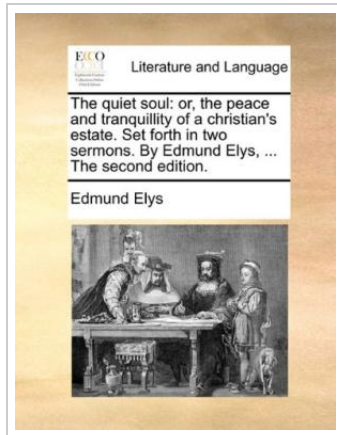 ECCO
Literature and Language
The quiet soul: or, the peace
and tranquillity of a christian's
estate. Set forth in two
sermons. By Edmund Elys, ...
The second edition.
Edmund Elys